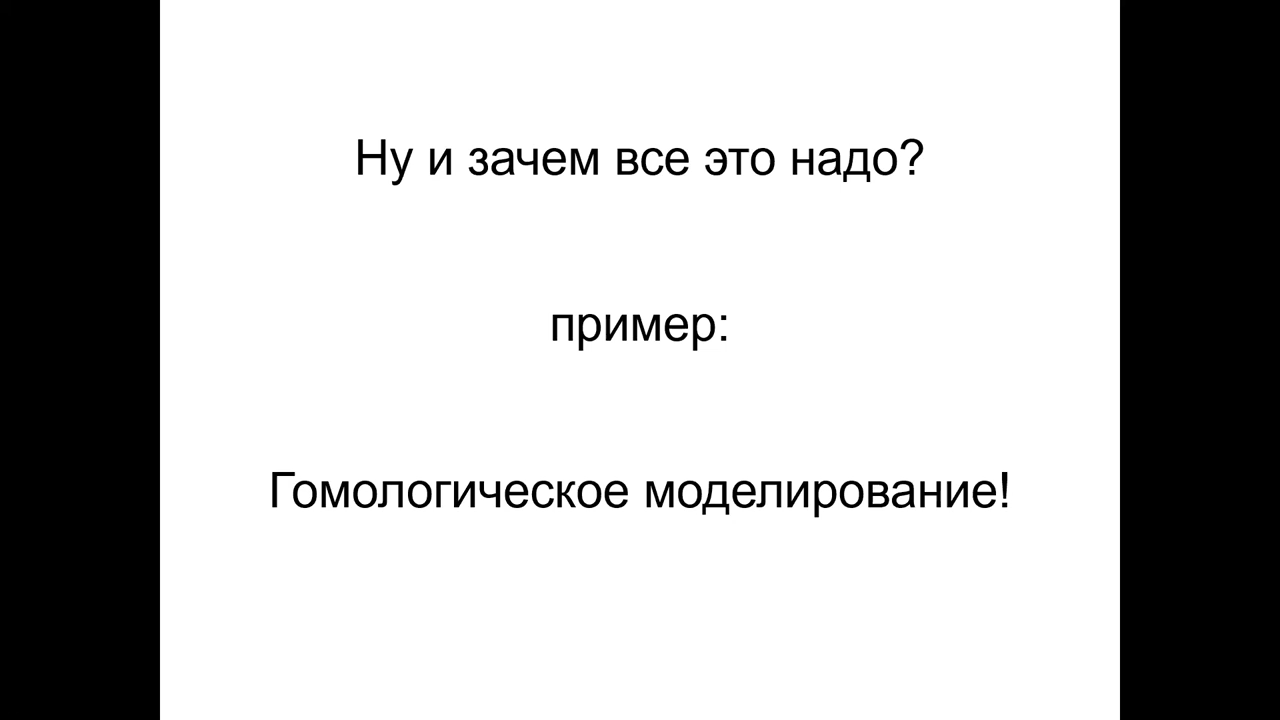 Ну и зачем все это надо?
пример:
Гомологическое моделирование!